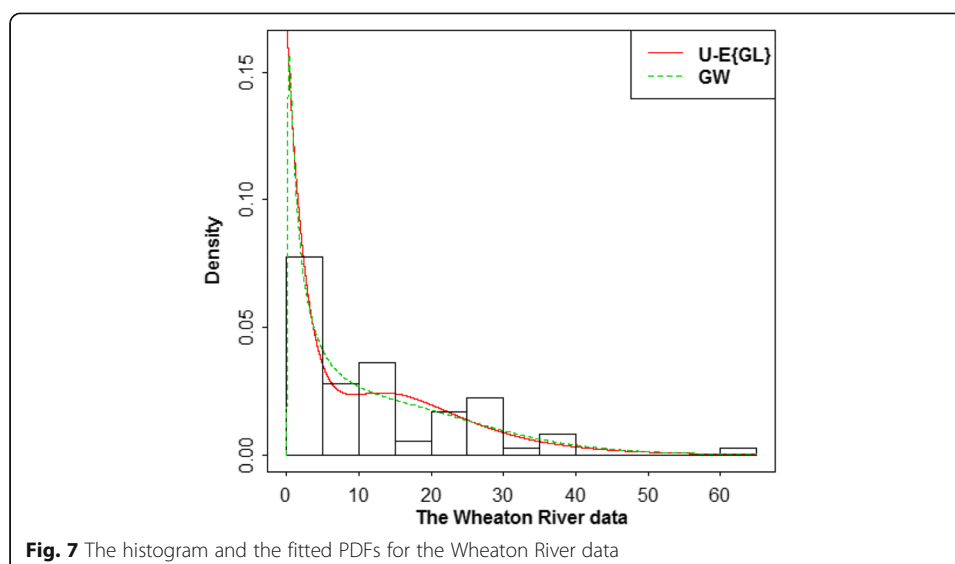 U-E{GL}
GW
0.15
0.10
0.05
0.00
Density
0 10 20 30 40 50 60
The Wheaton River data
Fig. 7 The histogram and the fitted PDFs for the Wheaton River data